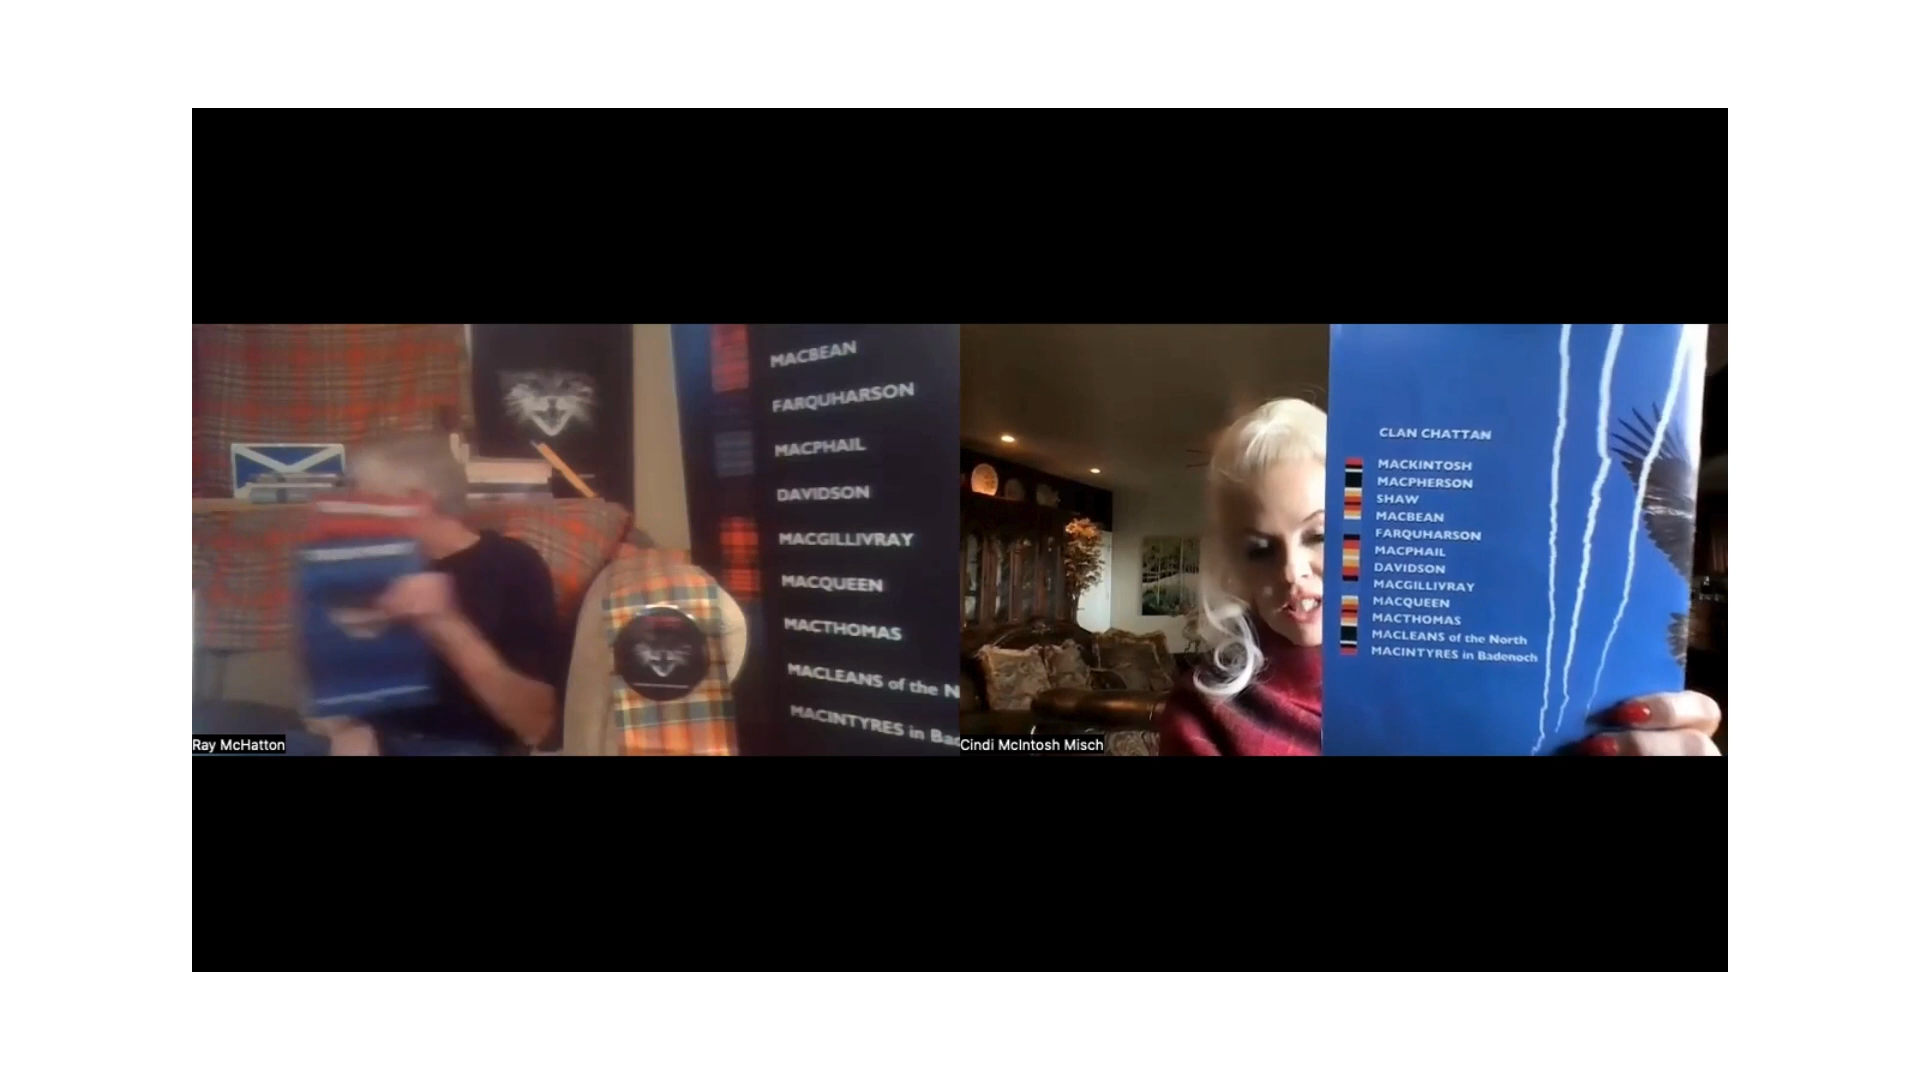 MACBEAN
FARQUHARSON
MACPHAIL
DAVIDSON
MACGILLIVRAY
MACQUEEN
MACTHOMAS
MACLEANS of the N
MACINTYRES in Bad
Ray McHatton
CLAN CHATTAN
MACKINTOSH
MACPHERSON
SHAW
MACBEAN
FARQUHARSON
MACPHAIL
DAVIDSON
MACGILLIVRAY
MACQUEEN
MACTHOMAS
MACLEANS of the North
MACINTYRES in Badenoch
Cindi McIntosh Misch